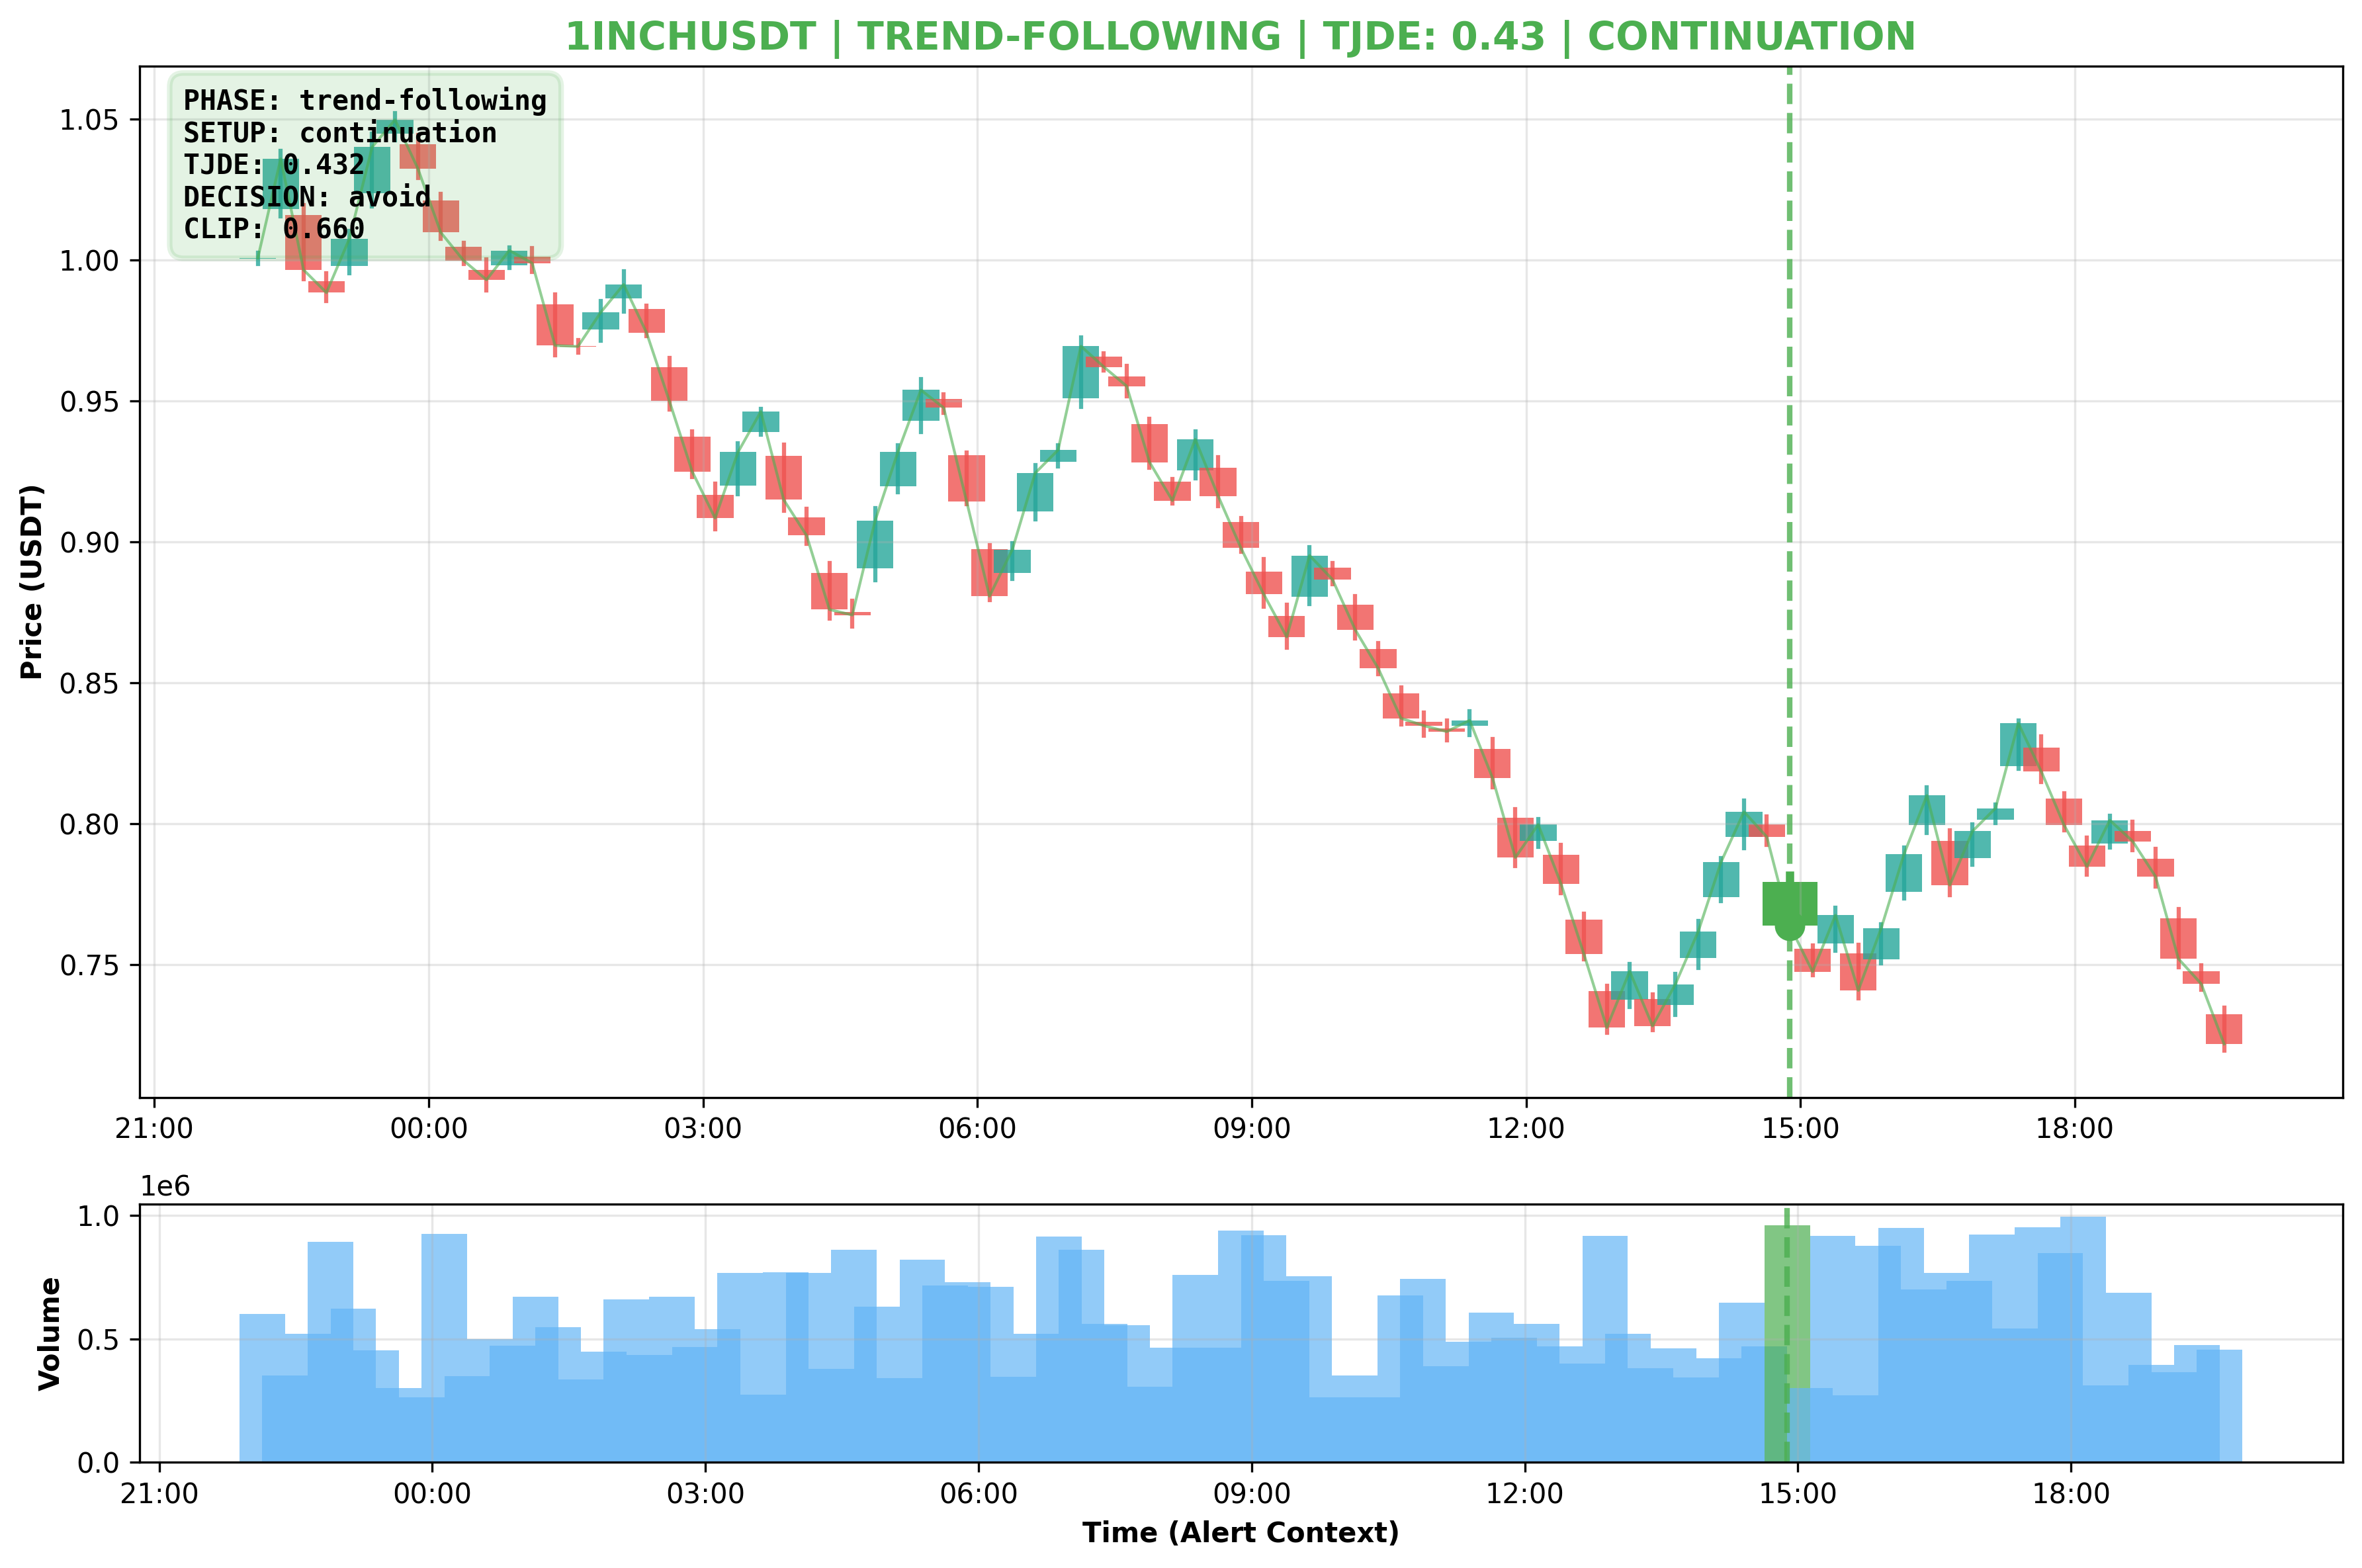 1INCHUSDT | TREND-FOLLOWING | TJDE: 0.43 | CONTINUATION
PHASE: trend-following
SETUP: continuation
TJDE: 0.432
DECISION: avoid
CLIP: 0.660
Price (USDT)
1.05
1.00
0.95
0.90
0.85
0.80
0.75
21:00 00:00 03:00 06:00 09:00 12:00 15:00 18:00
1e6
Volume
1.0
0.5
0.0
21:00 00:00 03:00 06:00 09:00 12:00 15:00 18:00
Time (Alert Context)